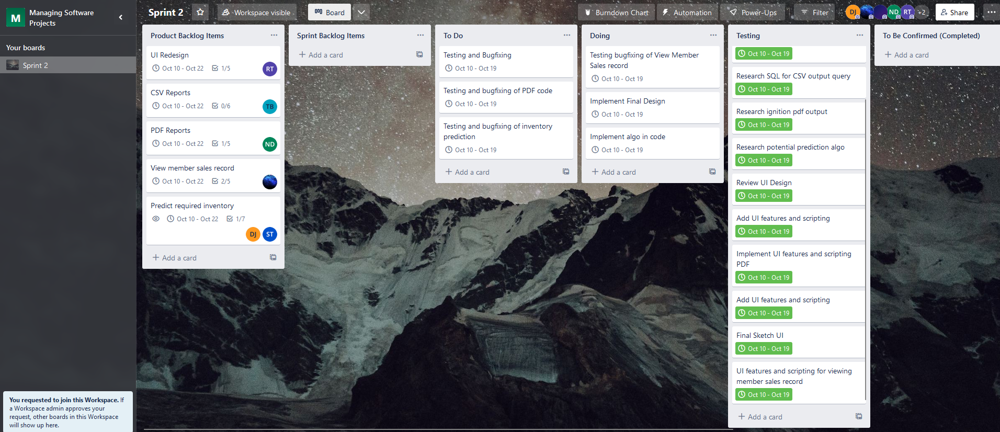 M
Managing Software
Projects
Your boards
Sprint 2
You requested to join this Workspace. If
a Workspace admin approves your
request, other boards in this Workspace
will show up here.
Sprint 2
Workspace visible
Board
Burndown Chart
Automation
Power-Ups
Filter
DJ
ND
RT
+2
Share
Product Backlog Items
UI Redesign
Oct 10 - Oct 22
1/5
RT
CSV Reports
Oct 10 - Oct 22
0/6
TB
PDF Reports
Oct 10 - Oct 22
1/5
ND
View member sales record
Oct 10 - Oct 22
2/5
Predict required inventory
Oct 10 - Oct 22
1/7
DJ
ST
+ Add a card
Sprint Backlog Items
+ Add a card
To Do
Testing and Bugfixing
Oct 10 - Oct 19
Testing and bugfixing of PDF code
Oct 10 - Oct 19
Testing and bugfixing of inventory
prediction
Oct 10 - Oct 19
+ Add a card
Doing
Testing bugfixing of View Member
Sales record
Oct 10 - Oct 19
Implement Final Design
Oct 10 - Oct 19
Implement algo in code
Oct 10 - Oct 19
+ Add a card
Testing
Oct 10 - Oct 19
Research SQL for CSV output query
Oct 10 - Oct 19
Research ignition pdf output
Oct 10 - Oct 19
Research potential prediction algo
Oct 10 - Oct 19
Review UI Design
Oct 10 - Oct 19
Add UI features and scripting
Oct 10 - Oct 19
Implement UI features and scripting
PDF
Oct 10 - Oct 19
Add UI features and scripting
Oct 10 - Oct 19
Final Sketch UI
Oct 10 - Oct 19
UI features and scripting for viewing
member sales record
Oct 10 - Oct 19
+ Add a card
To Be Confirmed (Completed)
+ Add a card